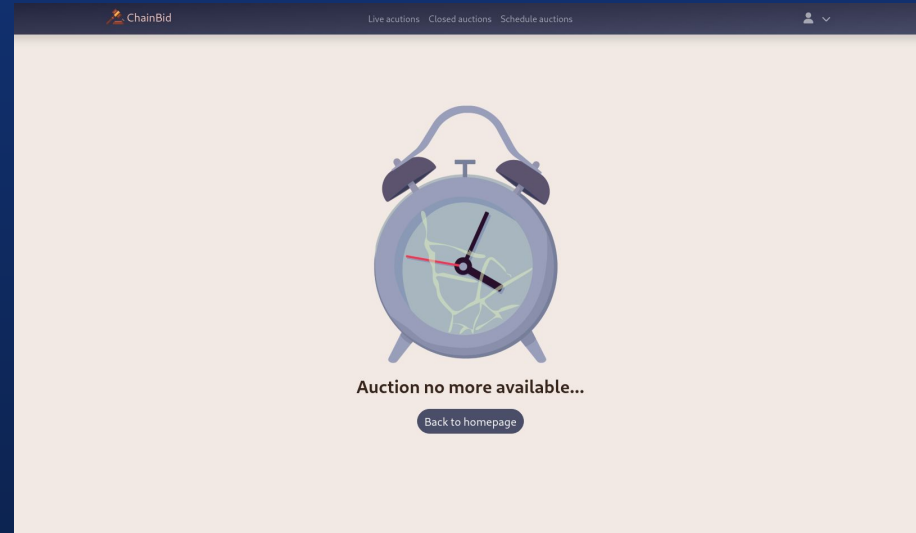 ChainBid
Live acutions Closed auctions Schedule auctions
Auction no more available...
Back to homepage